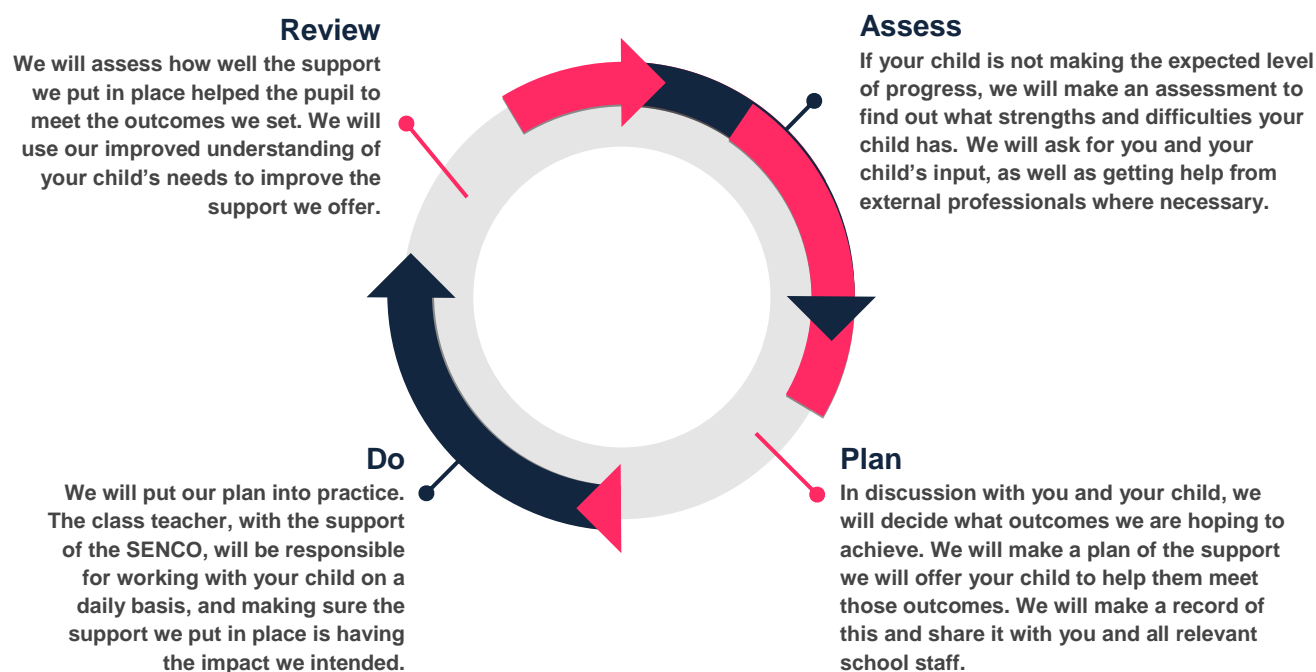 Review
We will assess how well the support
we put in place helped the pupil to
meet the outcomes we set. We will
use our improved understanding of
your child’s needs to improve the
support we offer.
Assess
If your child is not making the expected level
of progress, we will make an assessment to
find out what strengths and difficulties your
child has. We will ask for you and your
child’s input, as well as getting help from
external professionals where necessary.
Do
We will put our plan into practice.
The class teacher, with the support
of the SENCO, will be responsible
for working with your child on a
daily basis, and making sure the
support we put in place is having
the impact we intended.
Plan
In discussion with you and your child, we
will decide what outcomes we are hoping to
achieve. We will make a plan of the support
we will offer your child to help them meet
those outcomes. We will make a record of
this and share it with you and all relevant
school staff.